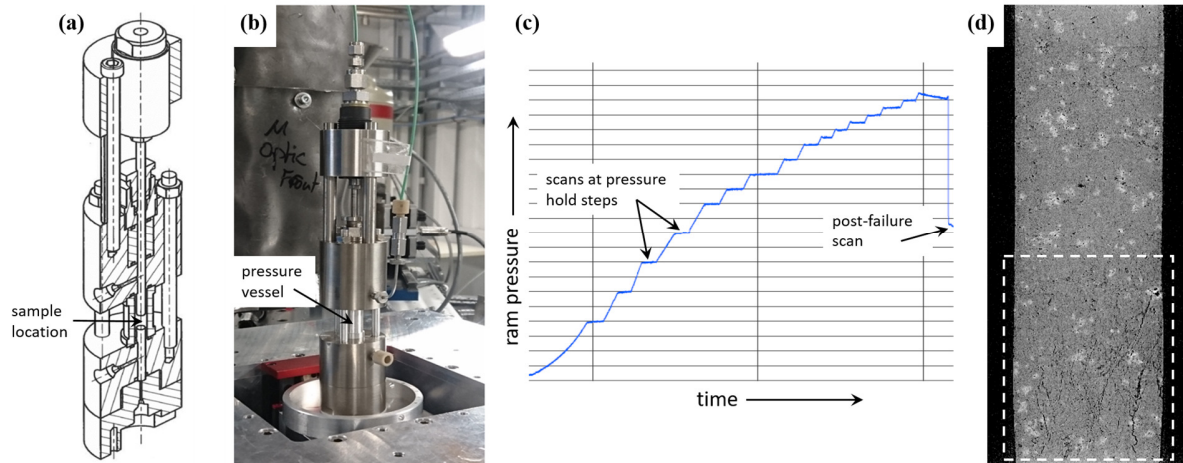 (a)
sample
location
(b)
M
Optic
Front
pressure
vessel
(c)
ram pressure
scans at pressure
hold steps
post-failure
scan
time
(d)